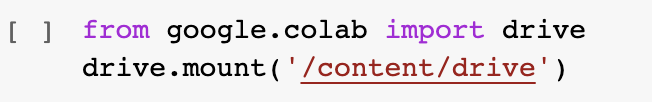 [ ] from google.colab import drive
drive.mount('/content/drive')